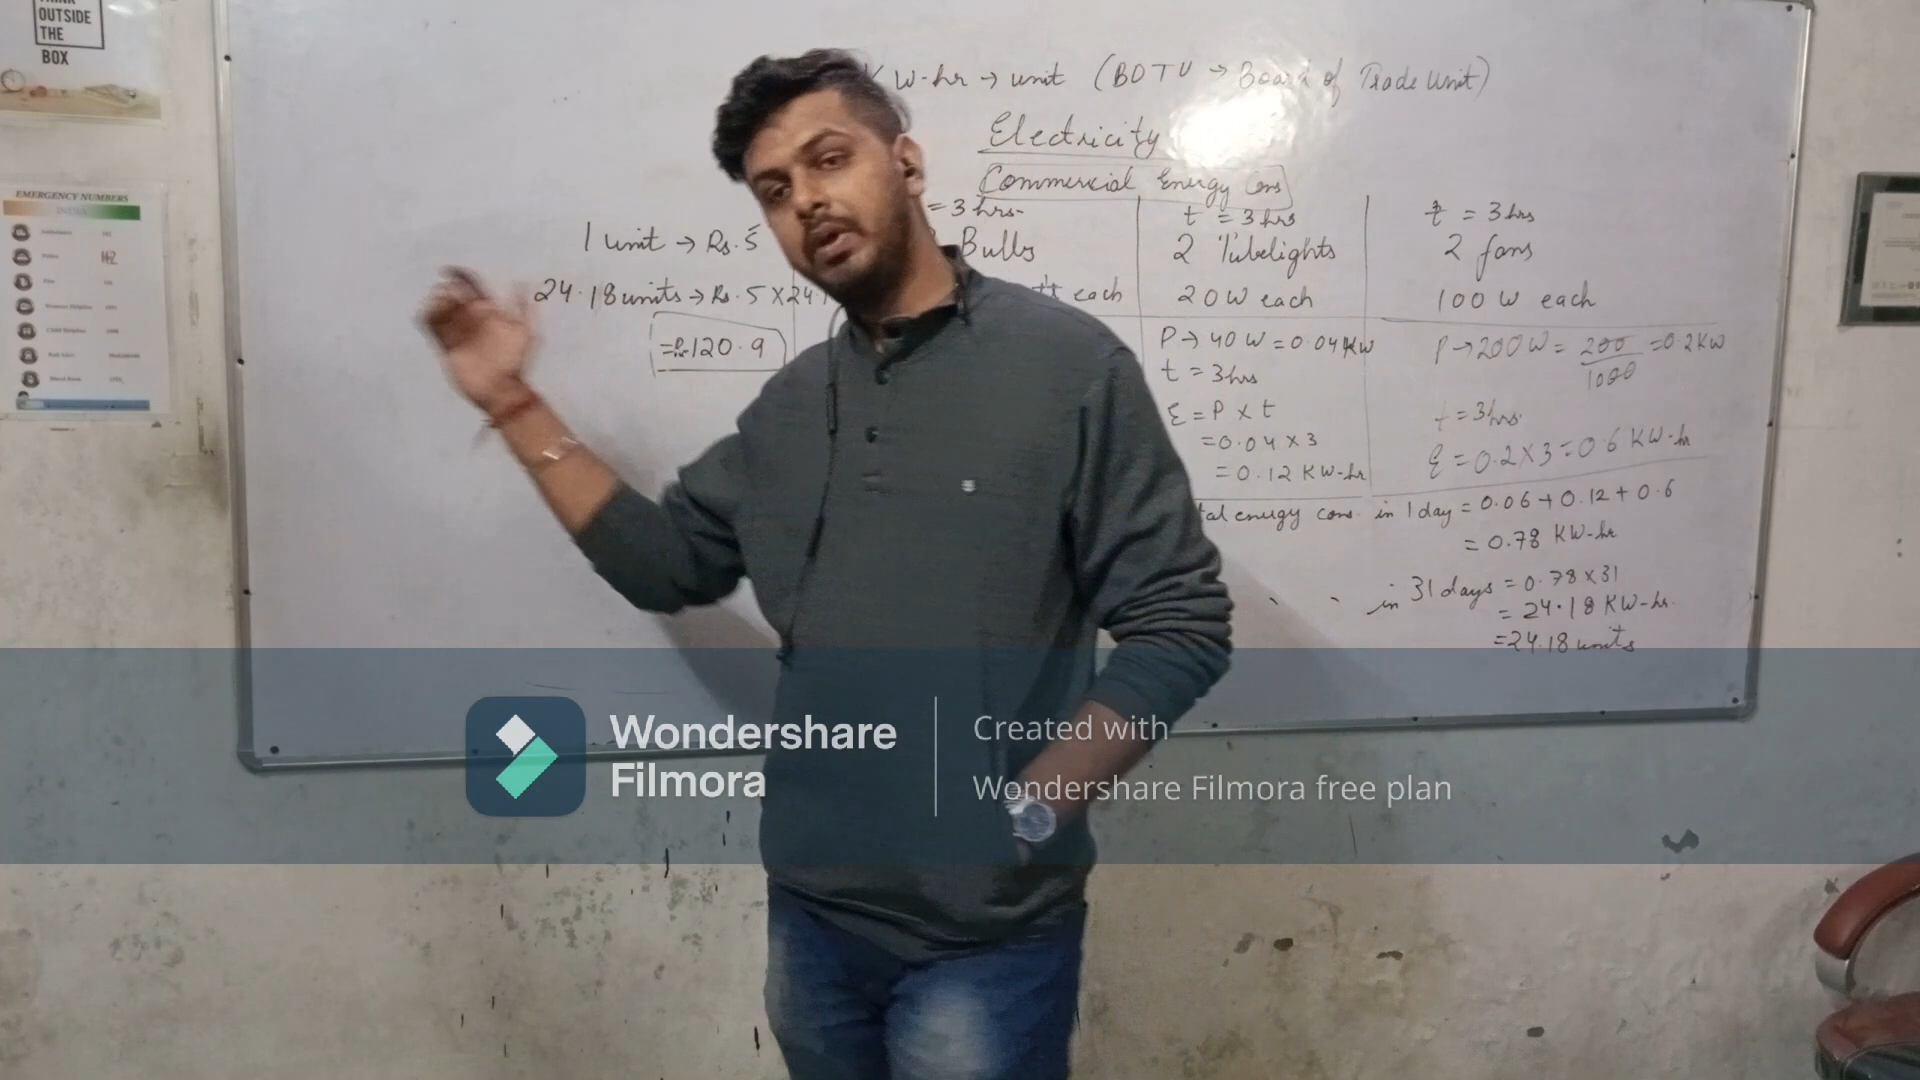 THINK
OUTSIDE
THE
BOX
EMERGENCY NUMBERS
INDIA
112
KW-hr → unit (BOTU → Board of Trade Unit)
Electricity
Commercial Energy Cons
1 unit → Rs. 5
24.18 units → Rs. 5 X 24.1
= 120.9
= 3 hrs
Bulbs
each
t = 3 hrs
2 Tubelights
20 W each
P → 40 W = 0.04 KW
t = 3 hrs
E = P x t
= 0.04 x 3
= 0.12 KW-hr
t = 3 hrs
2 fans
100 W each
P → 200 W = 200/1000 = 0.2 KW
t = 3 hrs.
E = 0.2 X 3 = 0.6 KW-hr
tal energy cons. in 1 day = 0.06 + 0.12 + 0.6
= 0.78 KW-hr
in 31 days = 0.78 x 31
= 24.18 KW-hr.
= 24.18 units
Wondershare
Filmora
Created with
Wondershare Filmora free plan